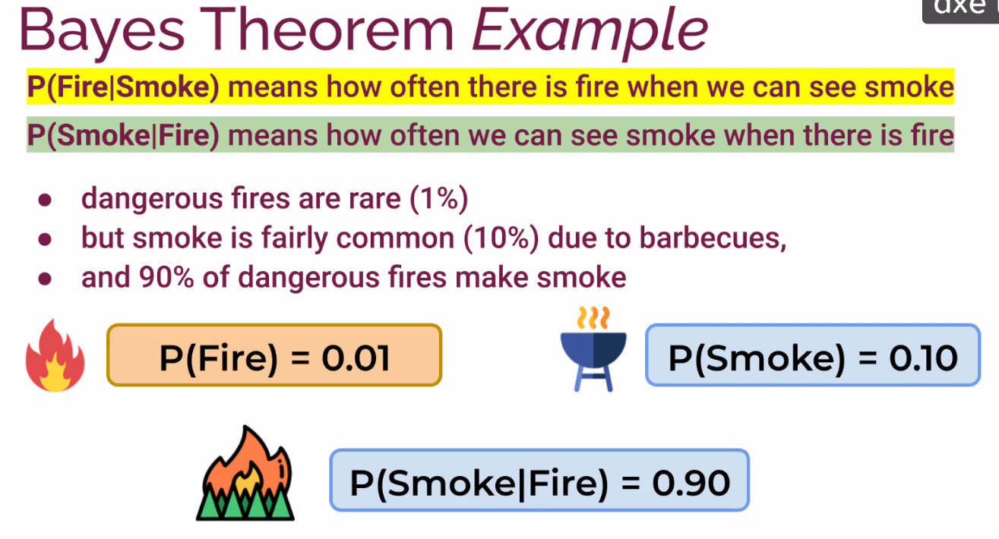 Bayes Theorem Example
P(Fire|Smoke) means how often there is fire when we can see smoke
P(Smoke|Fire) means how often we can see smoke when there is fire
● dangerous fires are rare (1%)
● but smoke is fairly common (10%) due to barbecues,
● and 90% of dangerous fires make smoke
P(Fire) = 0.01
P(Smoke) = 0.10
P(Smoke|Fire) = 0.90